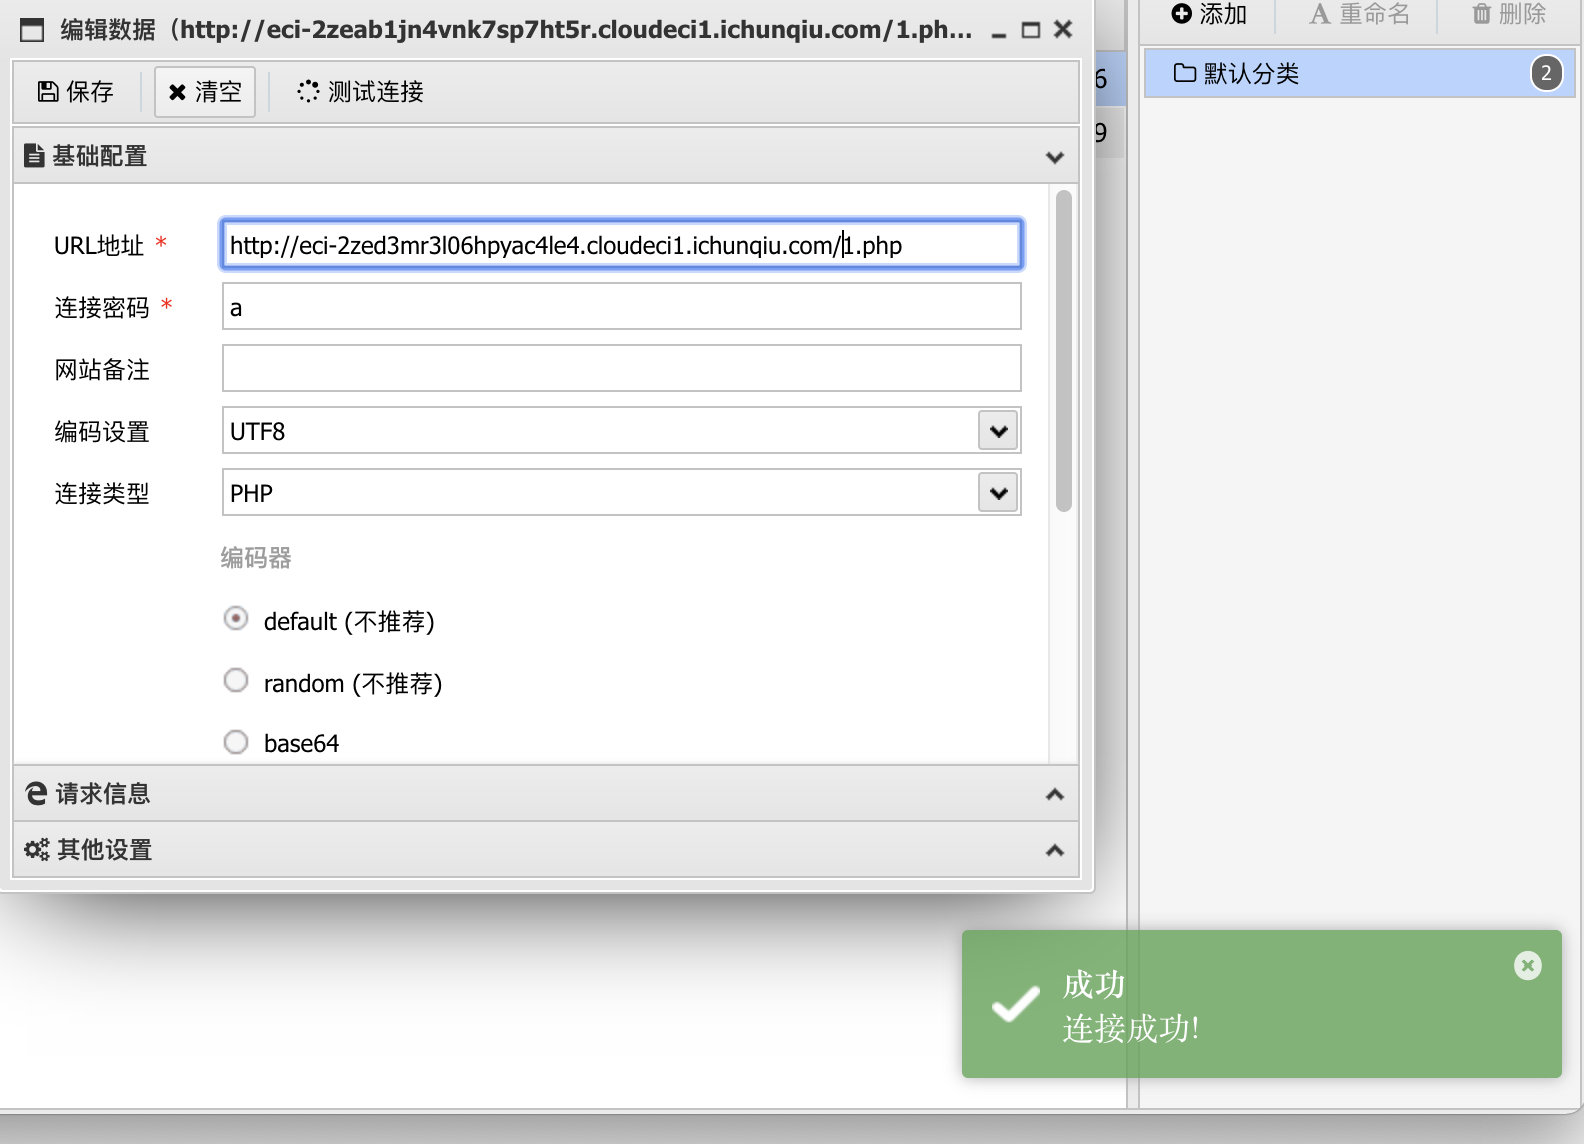 编辑数据（http://eci-2zeab1jn4vnk7sp7ht5r.cloudeci1.ichunqiu.com/1.ph...
添加
重命名
删除
保存
清空
测试连接
6
默认分类
2
9
基础配置
URL地址 *
http://eci-2zed3mr3l06hpyac4le4.cloudeci1.ichunqiu.com/1.php
连接密码 *
a
网站备注
编码设置
UTF8
连接类型
PHP
编码器
default (不推荐)
random (不推荐)
base64
请求信息
其他设置
成功
连接成功!